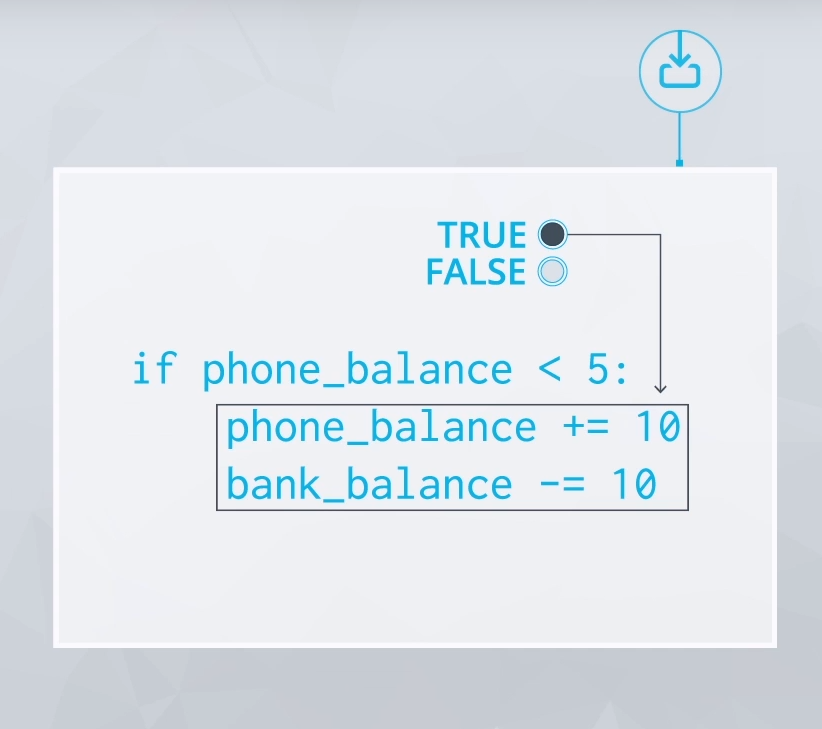 TRUE
FALSE
if phone_balance < 5:
phone_balance += 10
bank_balance -= 10